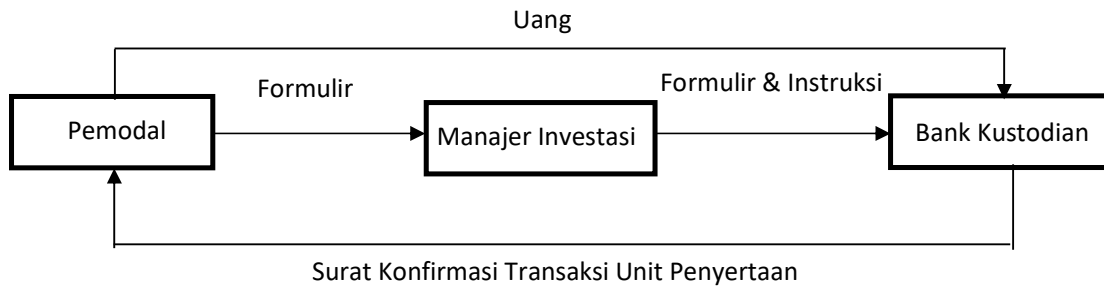 Uang
Formulir
Formulir & Instruksi
Pemodal
Manajer Investasi
Bank Kustodian
Surat Konfirmasi Transaksi Unit Penyertaan